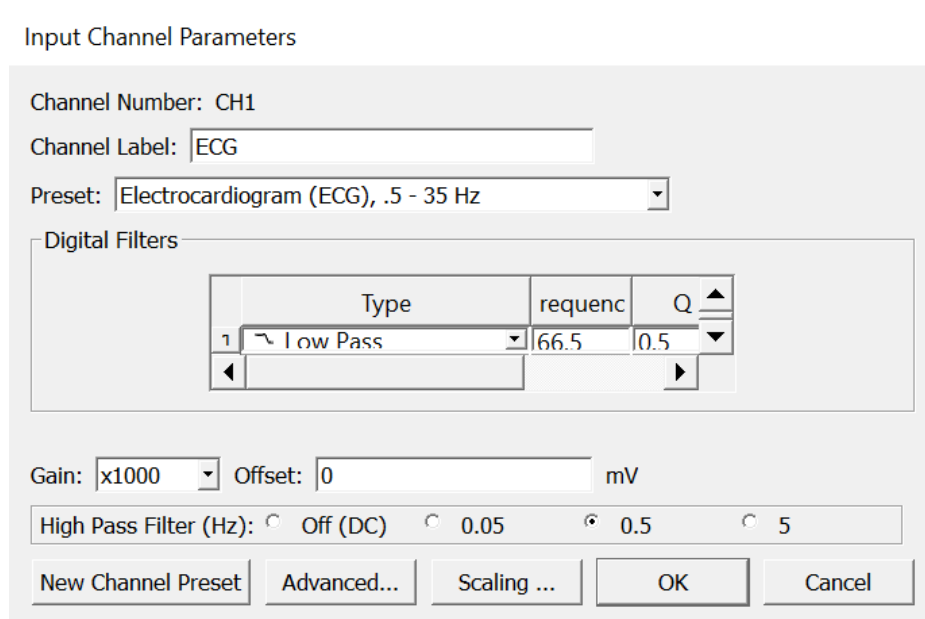 Input Channel Parameters
Channel Number: CH1
Channel Label: ECG
Preset: Electrocardiogram (ECG), .5 - 35 Hz
Digital Filters
Type requenc Q
1 Low Pass 66.5 0.5
Gain: x1000 Offset: 0 mV
High Pass Filter (Hz): Off (DC) 0.05 0.5 5
New Channel Preset Advanced... Scaling ... OK Cancel